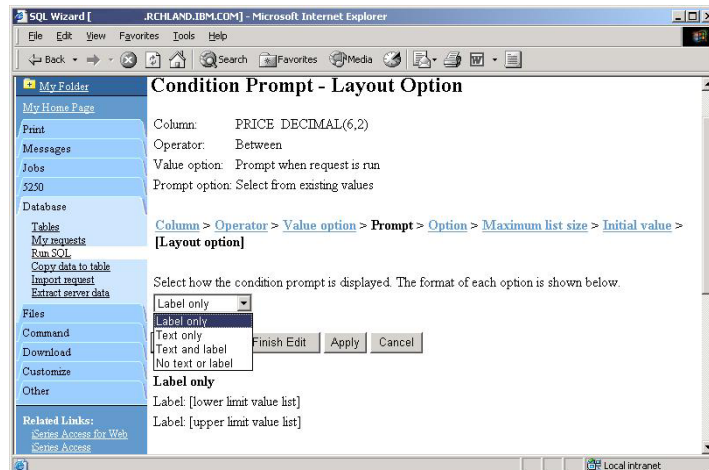 SQL Wizard [ .RCHLAND.IBM.COM] - Microsoft Internet Explorer
File Edit View Favorites Tools Help
Back Search Favorites Media
My Folder
My Home Page
Print
Messages
Jobs
5250
Database
Tables
My requests
Run SQL
Copy data to table
Import request
Extract server data
Files
Command
Download
Customize
Other
Related Links:
iSeries Access for Web
iSeries Access
Condition Prompt - Layout Option
Column: PRICE DECIMAL(6,2)
Operator: Between
Value option: Prompt when request is run
Prompt option: Select from existing values
Column > Operator > Value option > Prompt > Option > Maximum list size > Initial value >
[Layout option]
Select how the condition prompt is displayed. The format of each option is shown below.
Label only
Label only
Text only
Text and label
No text or label
Finish Edit Apply Cancel
Label only
Label: [lower limit value list]
Label: [upper limit value list]
Local intranet